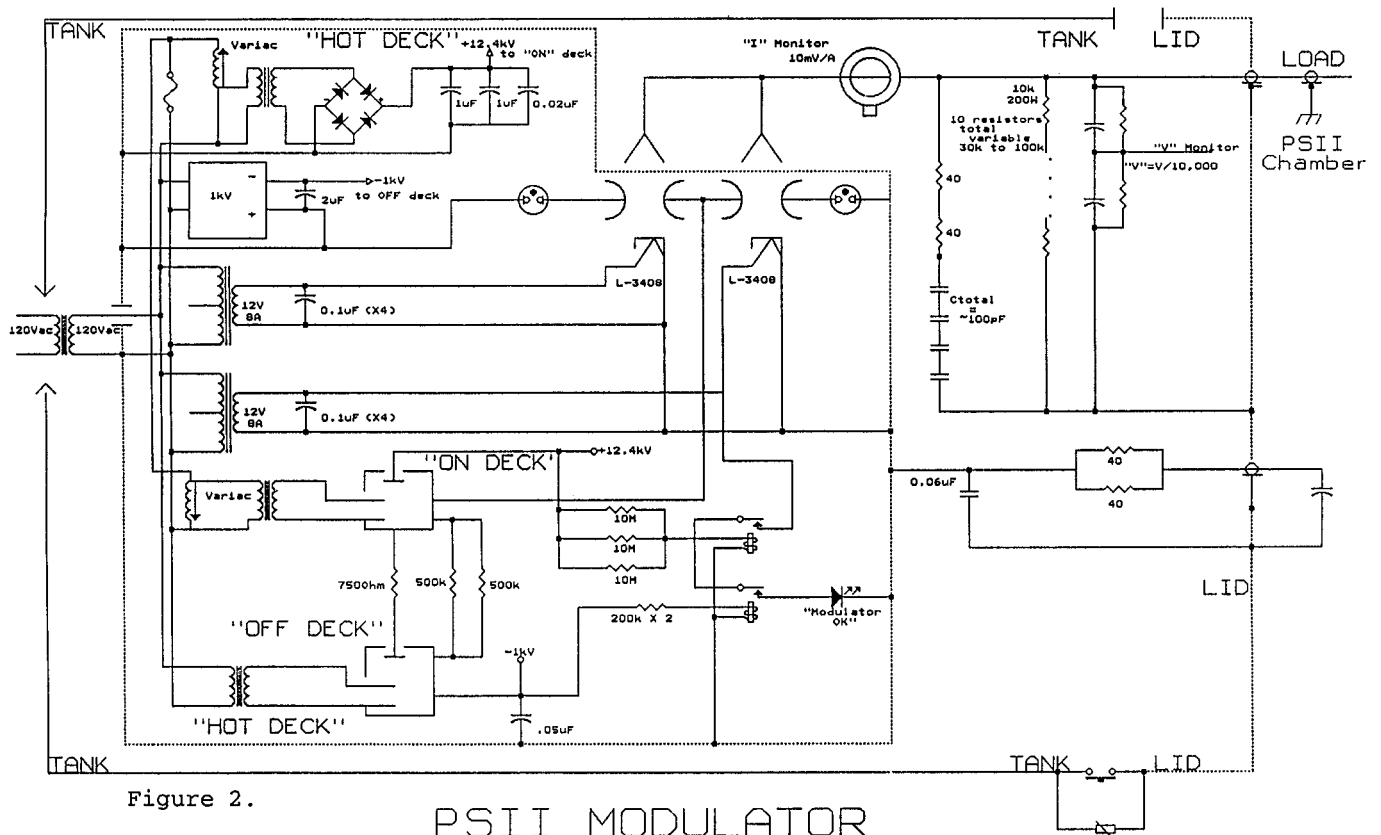 TANK
Variac
"HOT DECK"
+12.4kV
to "ON" deck
"I" Monitor
10mV/A
TANK
LID
LOAD
1uF
1uF
0.02uF
10k
200W
10 resistors
total
variable
30k to 100k
PSII
Chamber
"V" Monitor
"V"=V/10,000
1kV
-
+
2uF
-1kV
to OFF deck
40
40
L-3408
L-3408
12V
8A
0.1uF (X4)
Ctotal
=
~100pF
120Vac
120Vac
12V
8A
0.1uF (X4)
"ON DECK'
+12.4kV
Variac
40
40
0.06uF
10M
10M
10M
750Ohm
500k
500k
LID
200k X 2
"Modulator
OK"
"OFF DECK"
-1kV
.05uF
"HOT DECK"
TANK
TANK
LID
Figure 2.
PSII MODULATOR